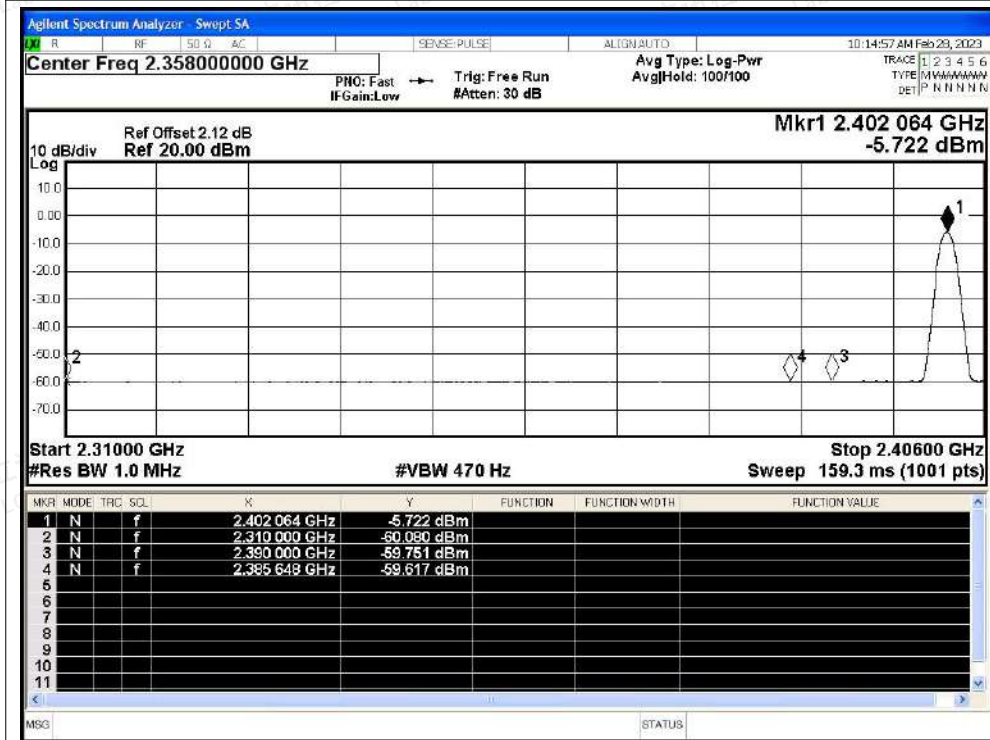 Agilent Spectrum Analyzer - Swept SA
LXI R RF 50 Ω AC SENSE:PULSE ALIGN AUTO 10:14:57 AM Feb 28, 2023
Center Freq 2.358000000 GHz
PNO: Fast
IFGain:Low
Trig: Free Run
#Atten: 30 dB
Avg Type: Log-Pwr
Avg|Hold: 100/100
TRACE 1 2 3 4 5 6
TYPE M W W W W W
DET P N N N N N
Mkr1 2.402 064 GHz
-5.722 dBm
Ref Offset 2.12 dB
10 dB/div Ref 20.00 dBm
Log
10.0
0.00
-10.0
-20.0
-30.0
-40.0
-50.0
-60.0
-70.0
1
2
4
3
Start 2.31000 GHz Stop 2.40600 GHz
#Res BW 1.0 MHz #VBW 470 Hz Sweep 159.3 ms (1001 pts)
MKR MODE TRC SCL X Y FUNCTION FUNCTION WIDTH FUNCTION VALUE
1 N f 2.402 064 GHz -5.722 dBm
2 N f 2.310 000 GHz -60.080 dBm
3 N f 2.390 000 GHz -59.751 dBm
4 N f 2.385 648 GHz -59.617 dBm
5
6
7
8
9
10
11
MSG STATUS